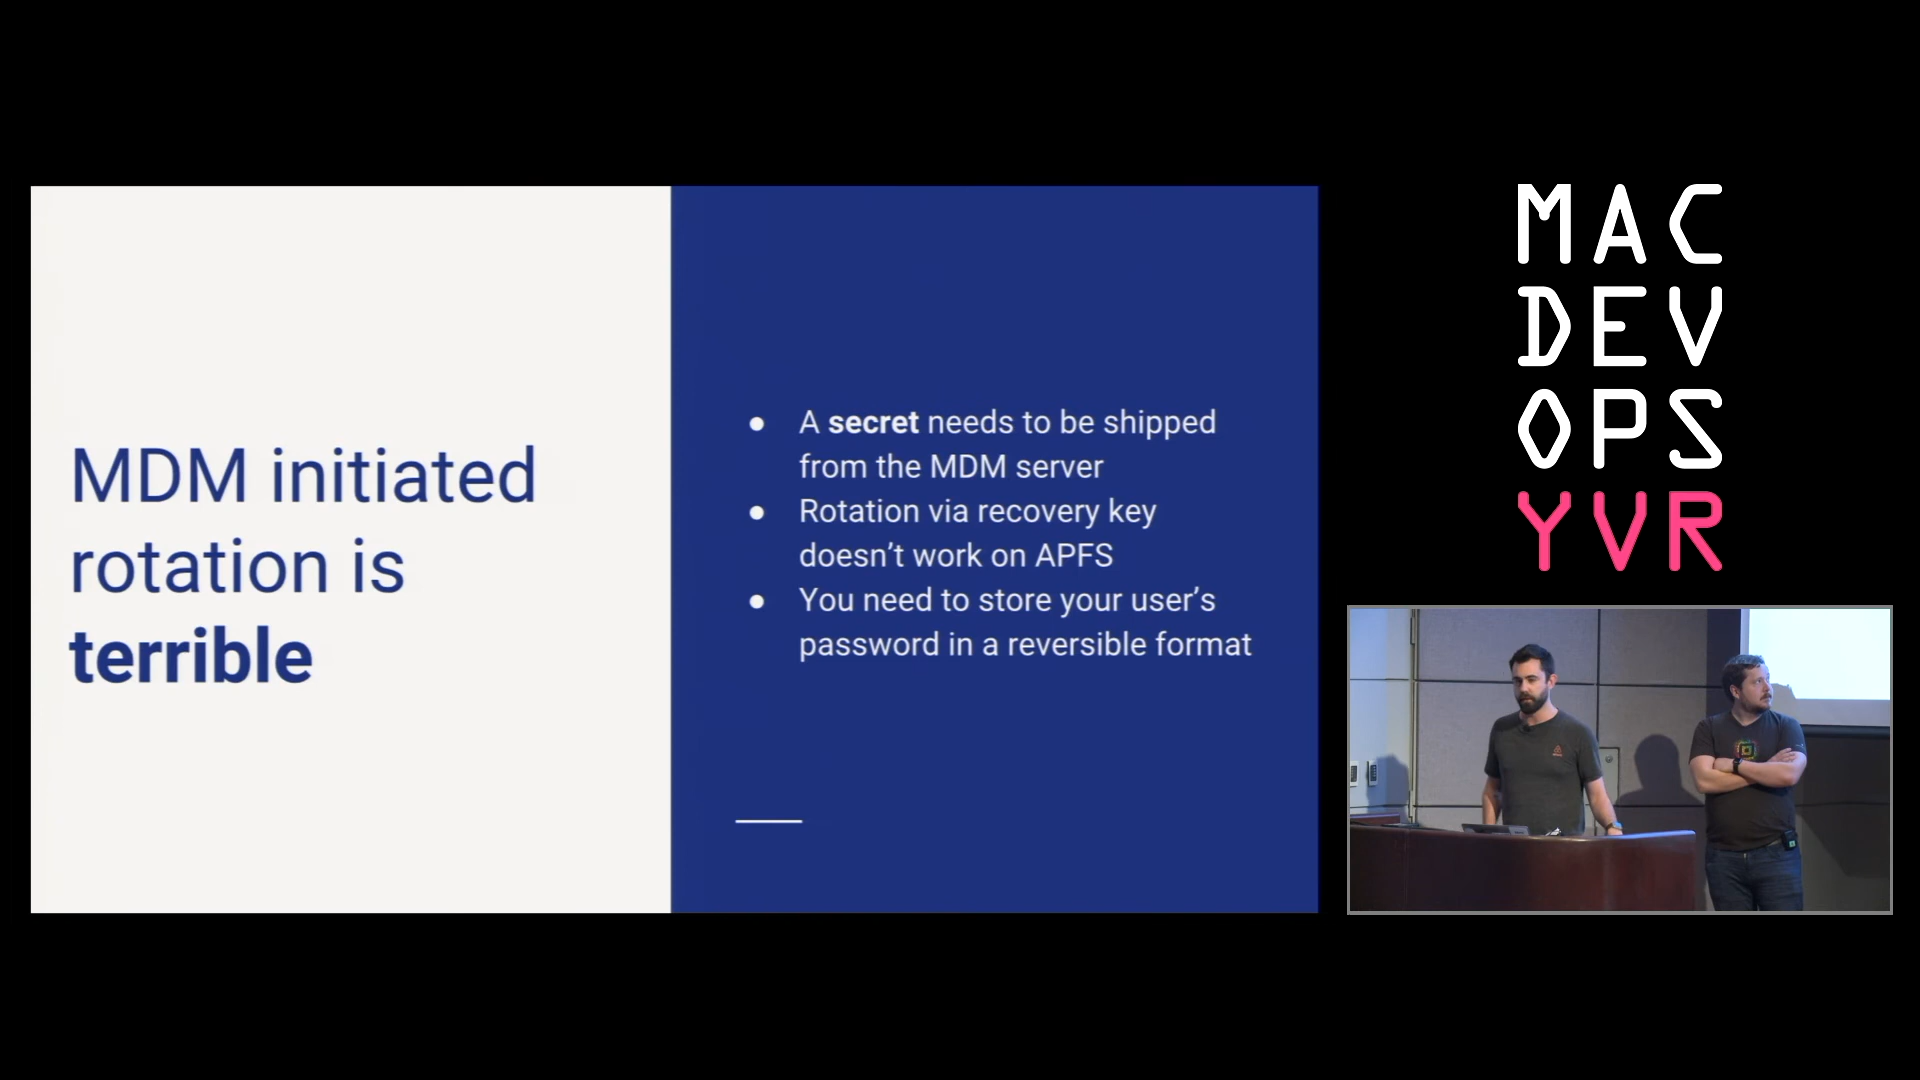 MDM initiated
rotation is
terrible
● A secret needs to be shipped
from the MDM server
● Rotation via recovery key
doesn’t work on APFS
● You need to store your user’s
password in a reversible format
MAC
DEV
OPS
YVR